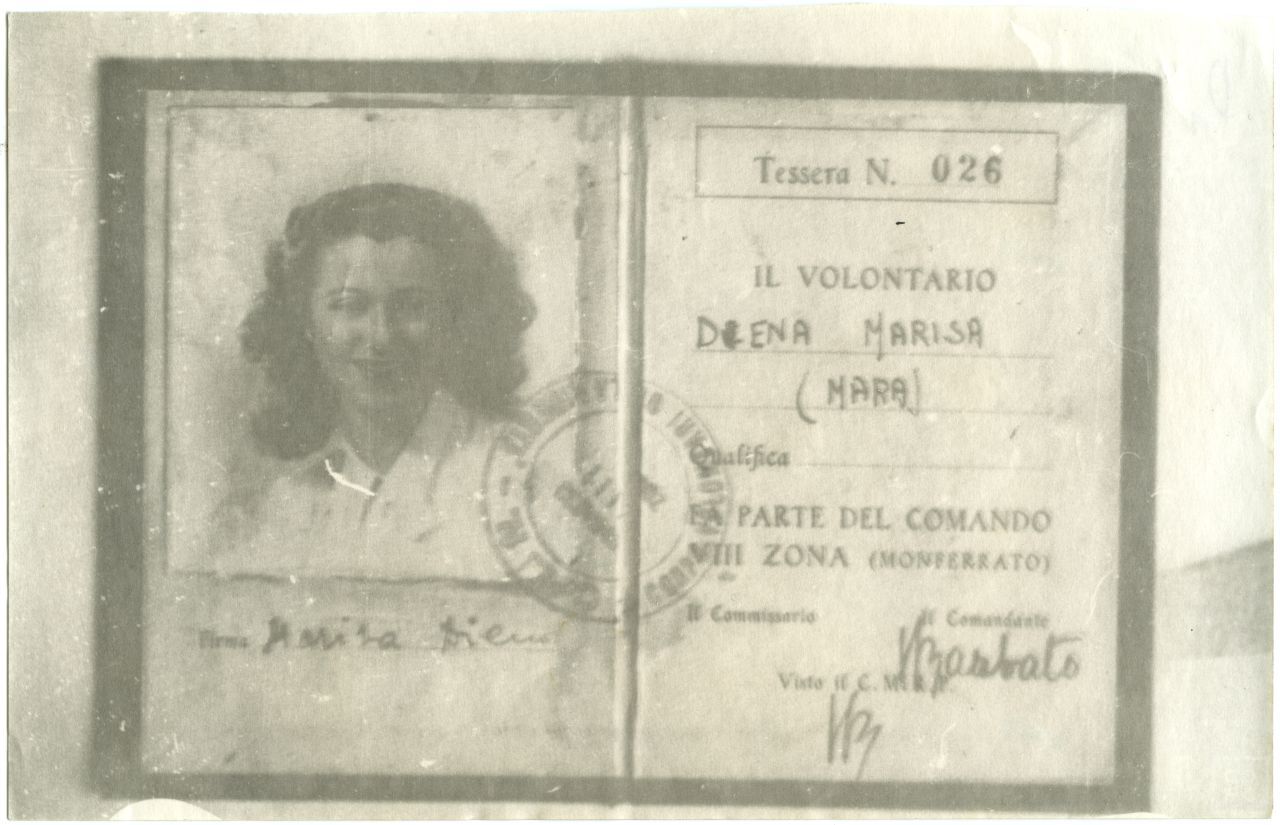 Firma Marisa Diena
Tessera N. 026
IL VOLONTARIO
DIENA MARISA
(MARA)
Qualifica
FA PARTE DEL COMANDO
VIII ZONA (MONFERRATO)
Il Commissario Il Comandante
Visto il C. M. R. P.